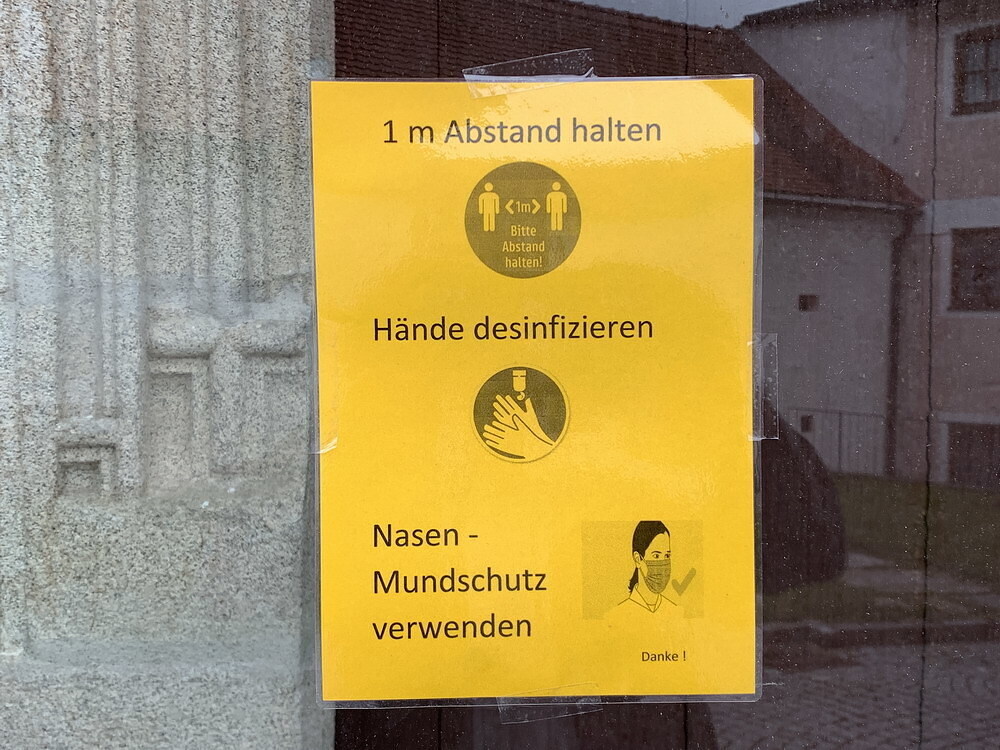 1 m Abstand halten
<1m>
Bitte
Abstand
halten!
Hände desinfizieren
Nasen -
Mundschutz
verwenden
Danke !